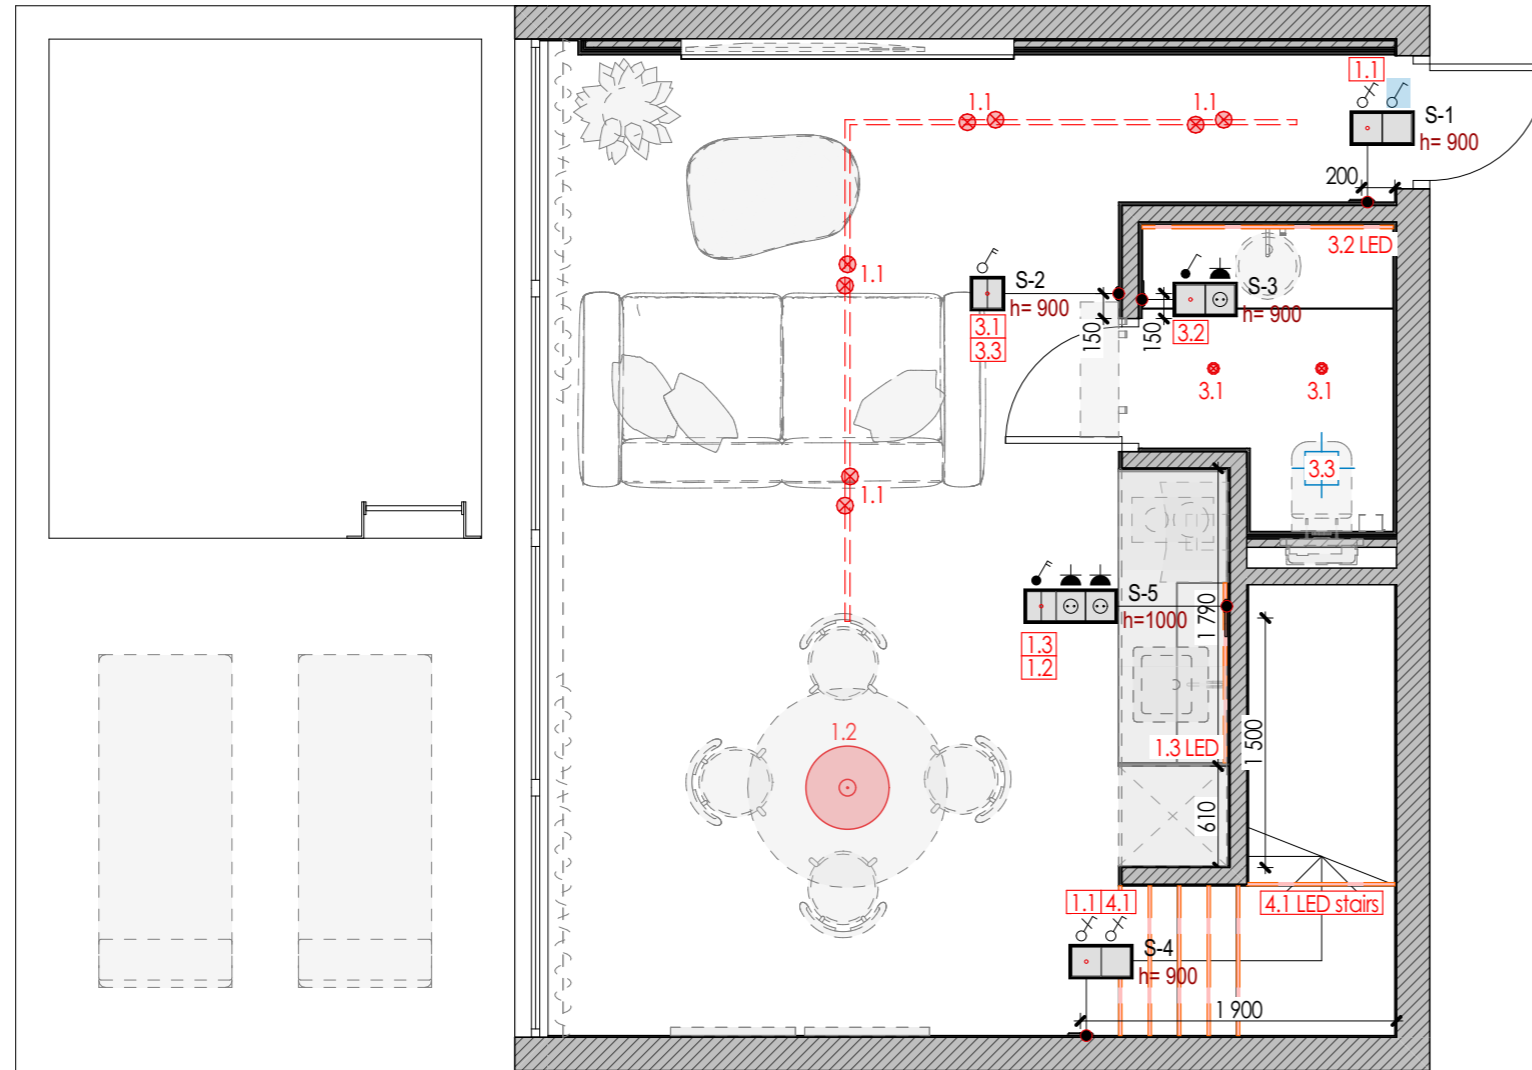 1.1
1.1
1.1
S-1
h= 900
200
3.2 LED
1.1
S-2
h= 900
3.1
3.3
150
150
S-3
h= 900
3.2
3.1
3.1
3.3
1.1
S-5
h=1000
1.3
1.2
1 790
1.2
1.3 LED
1 500
610
1.1
4.1
4.1 LED stairs
S-4
h= 900
1 900